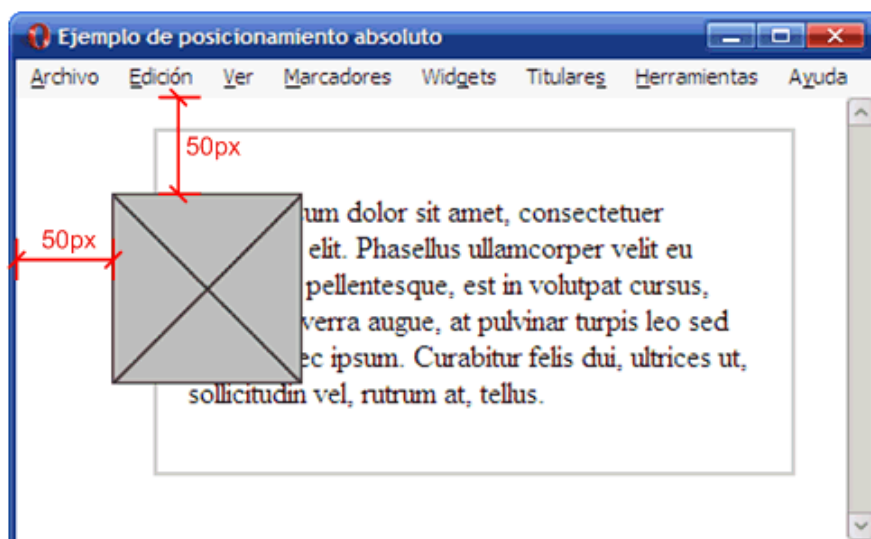 Ejemplo de posicionamiento absoluto
Archivo Edición Ver Marcadores Widgets Titulares Herramientas Ayuda
50px
50px
um dolor sit amet, consectetuer
elit. Phasellus ullamcorper velit eu
pellentesque, est in volutpat cursus,
verra augue, at pulvinar turpis leo sed
ec ipsum. Curabitur felis dui, ultrices ut,
sollicitudin vel, rutrum at, tellus.